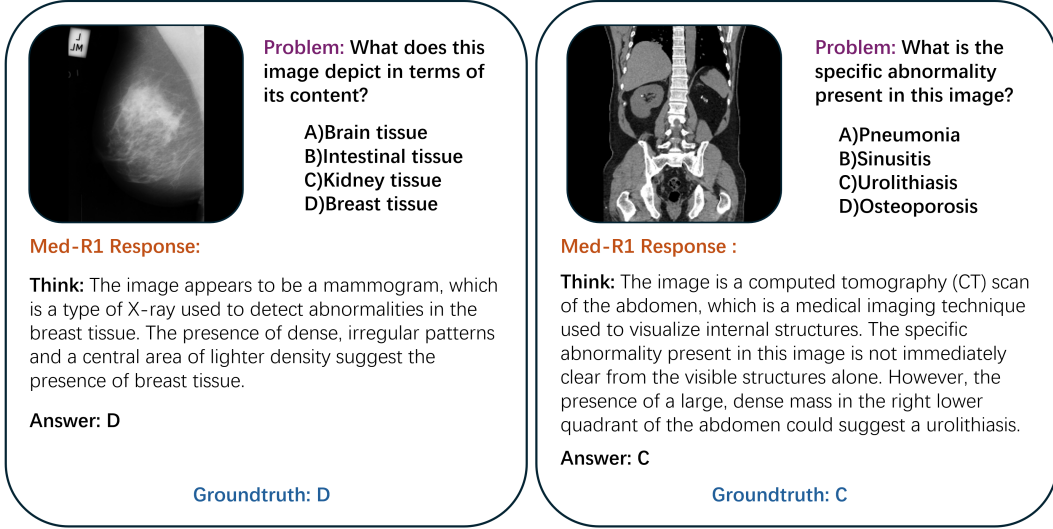 L
ML
Problem: What does this
image depict in terms of
its content?
A)Brain tissue
B)Intestinal tissue
C)Kidney tissue
D)Breast tissue
Med-R1 Response:
Think: The image appears to be a mammogram, which
is a type of X-ray used to detect abnormalities in the
breast tissue. The presence of dense, irregular patterns
and a central area of lighter density suggest the
presence of breast tissue.
Answer: D
Groundtruth: D
Problem: What is the
specific abnormality
present in this image?
A)Pneumonia
B)Sinusitis
C)Urolithiasis
D)Osteoporosis
Med-R1 Response :
Think: The image is a computed tomography (CT) scan
of the abdomen, which is a medical imaging technique
used to visualize internal structures. The specific
abnormality present in this image is not immediately
clear from the visible structures alone. However, the
presence of a large, dense mass in the right lower
quadrant of the abdomen could suggest a urolithiasis.
Answer: C
Groundtruth: C